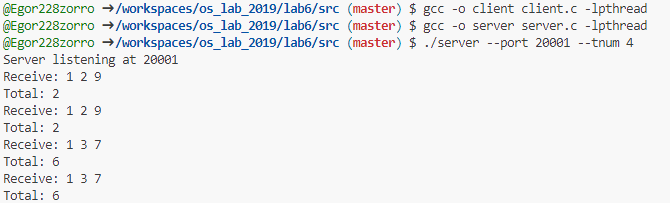 @Egor228zorro ➜/workspaces/os_lab_2019/lab6/src (master) $ gcc -o client client.c -lpthread
@Egor228zorro ➜/workspaces/os_lab_2019/lab6/src (master) $ gcc -o server server.c -lpthread
@Egor228zorro ➜/workspaces/os_lab_2019/lab6/src (master) $ ./server --port 20001 --tnum 4
Server listening at 20001
Receive: 1 2 9
Total: 2
Receive: 1 2 9
Total: 2
Receive: 1 3 7
Total: 6
Receive: 1 3 7
Total: 6